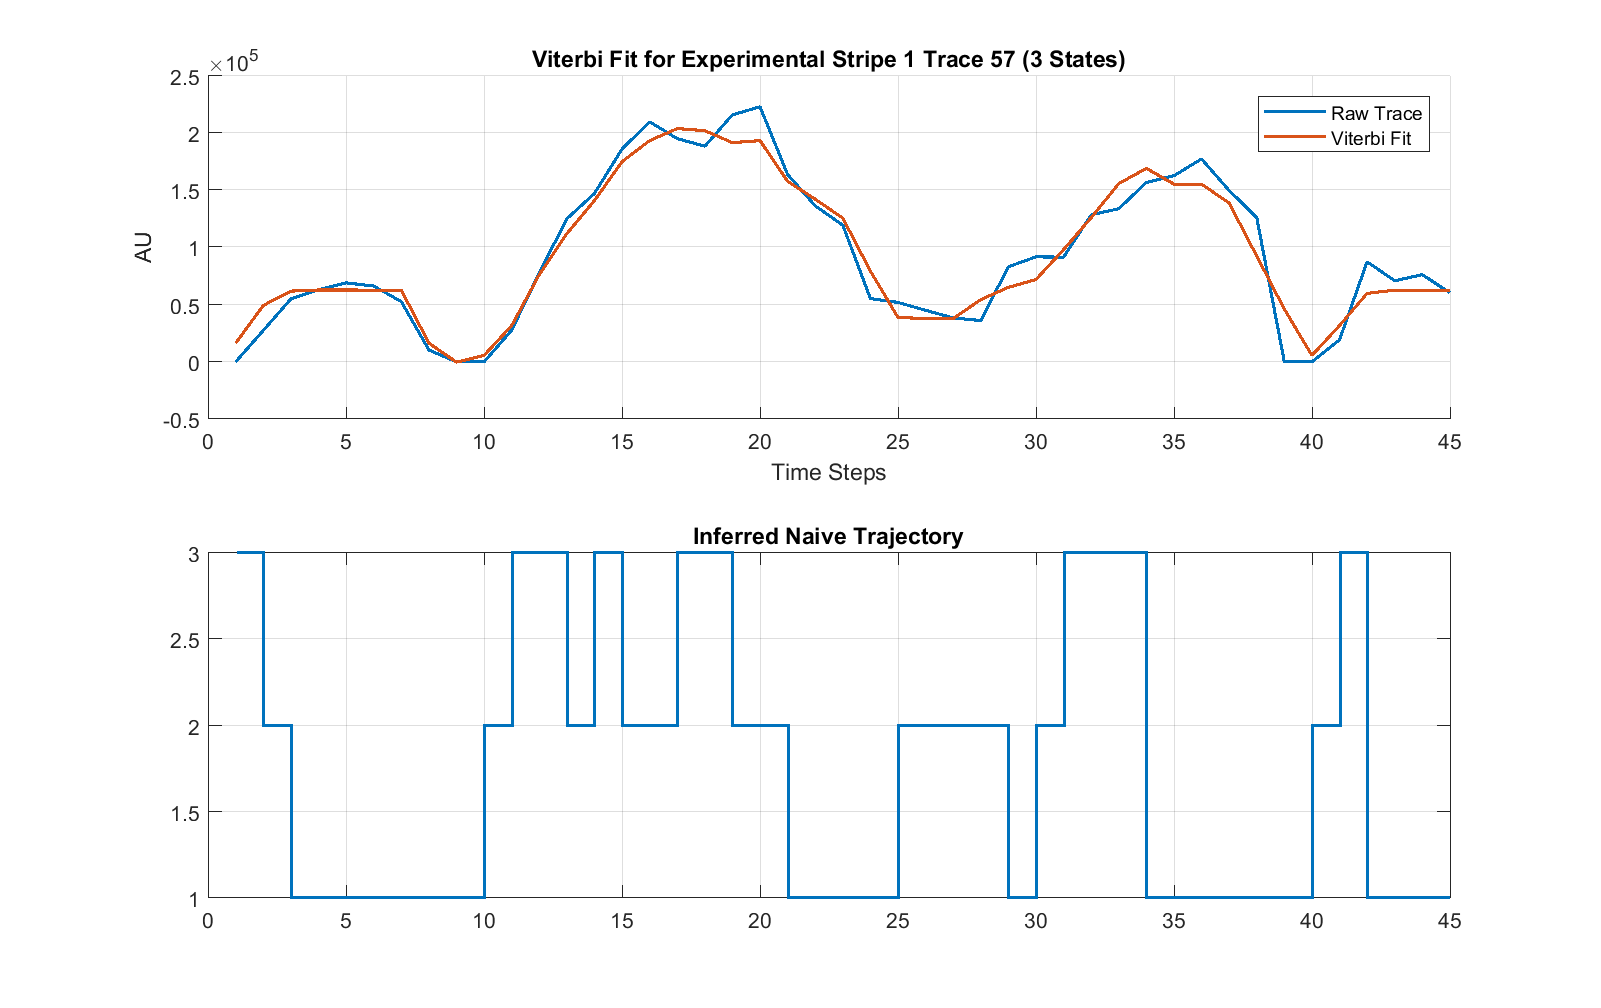 Viterbi Fit for Experimental Stripe 1 Trace 57 (3 States)
×10^5
2.5
2
1.5
1
0.5
0
-0.5
AU
Raw Trace
Viterbi Fit
0 5 10 15 20 25 30 35 40 45
Time Steps
Inferred Naive Trajectory
3
2.5
2
1.5
1
0 5 10 15 20 25 30 35 40 45